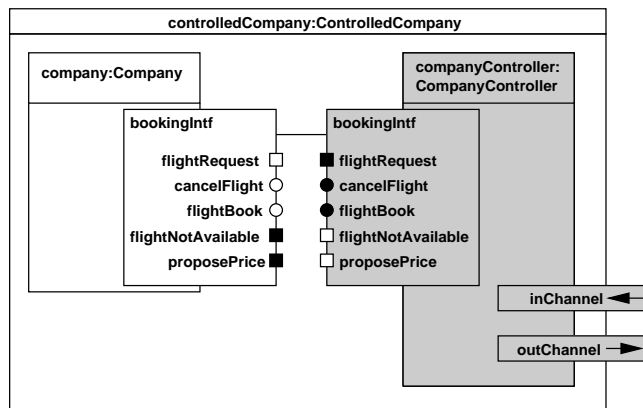 controlledCompany:ControlledCompany
company:Company
companyController:
CompanyController
bookingIntf
flightRequest
cancelFlight
flightBook
flightNotAvailable
proposePrice
bookingIntf
flightRequest
cancelFlight
flightBook
flightNotAvailable
proposePrice
inChannel
outChannel